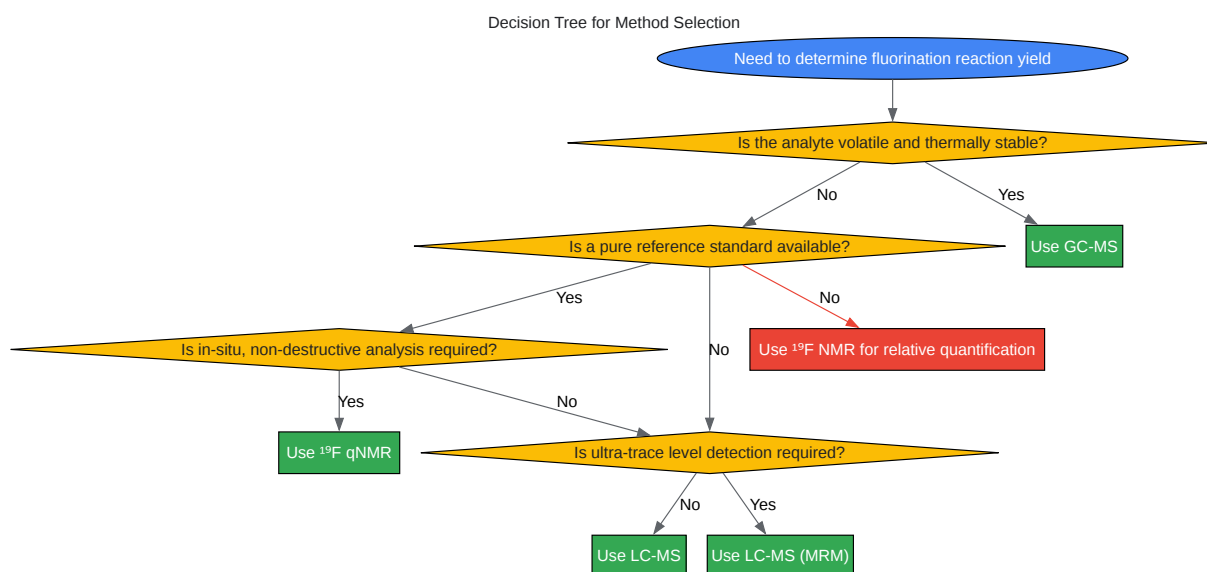 Decision Tree for Method Selection
Need to determine fluorination reaction yield
Is the analyte volatile and thermally stable?
No
Yes
Is a pure reference standard available?
Use GC-MS
Yes
No
No
Is in-situ, non-destructive analysis required?
Use ¹⁹F NMR for relative quantification
Yes
No
Use ¹⁹F qNMR
Is ultra-trace level detection required?
No
Yes
Use LC-MS
Use LC-MS (MRM)